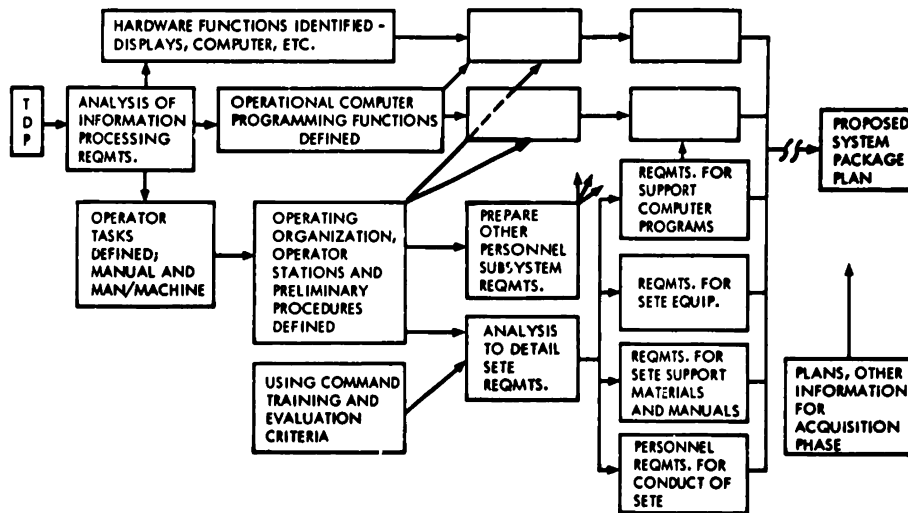 HARDWARE FUNCTIONS IDENTIFIED -
DISPLAYS, COMPUTER, ETC.
T
D
P
ANALYSIS OF
INFORMATION
PROCESSING
REQMTS.
OPERATIONAL COMPUTER
PROGRAMMING FUNCTIONS
DEFINED
OPERATOR
TASKS
DEFINED;
MANUAL AND
MAN/MACHINE
OPERATING
ORGANIZATION,
OPERATOR
STATIONS AND
PRELIMINARY
PROCEDURES
DEFINED
USING COMMAND
TRAINING AND
EVALUATION
CRITERIA
PREPARE
OTHER
PERSONNEL
SUBSYSTEM
REQMTS.
ANALYSIS
TO DETAIL
SETE
REQMTS.
REQMTS. FOR
SUPPORT
COMPUTER
PROGRAMS
REQMTS. FOR
SETE EQUIP.
REQMTS. FOR
SETE SUPPORT
MATERIALS
AND MANUALS
PERSONNEL
REQMTS. FOR
CONDUCT OF
SETE
PROPOSED
SYSTEM
PACKAGE
PLAN
PLANS, OTHER
INFORMATION
FOR
ACQUISITION
PHASE